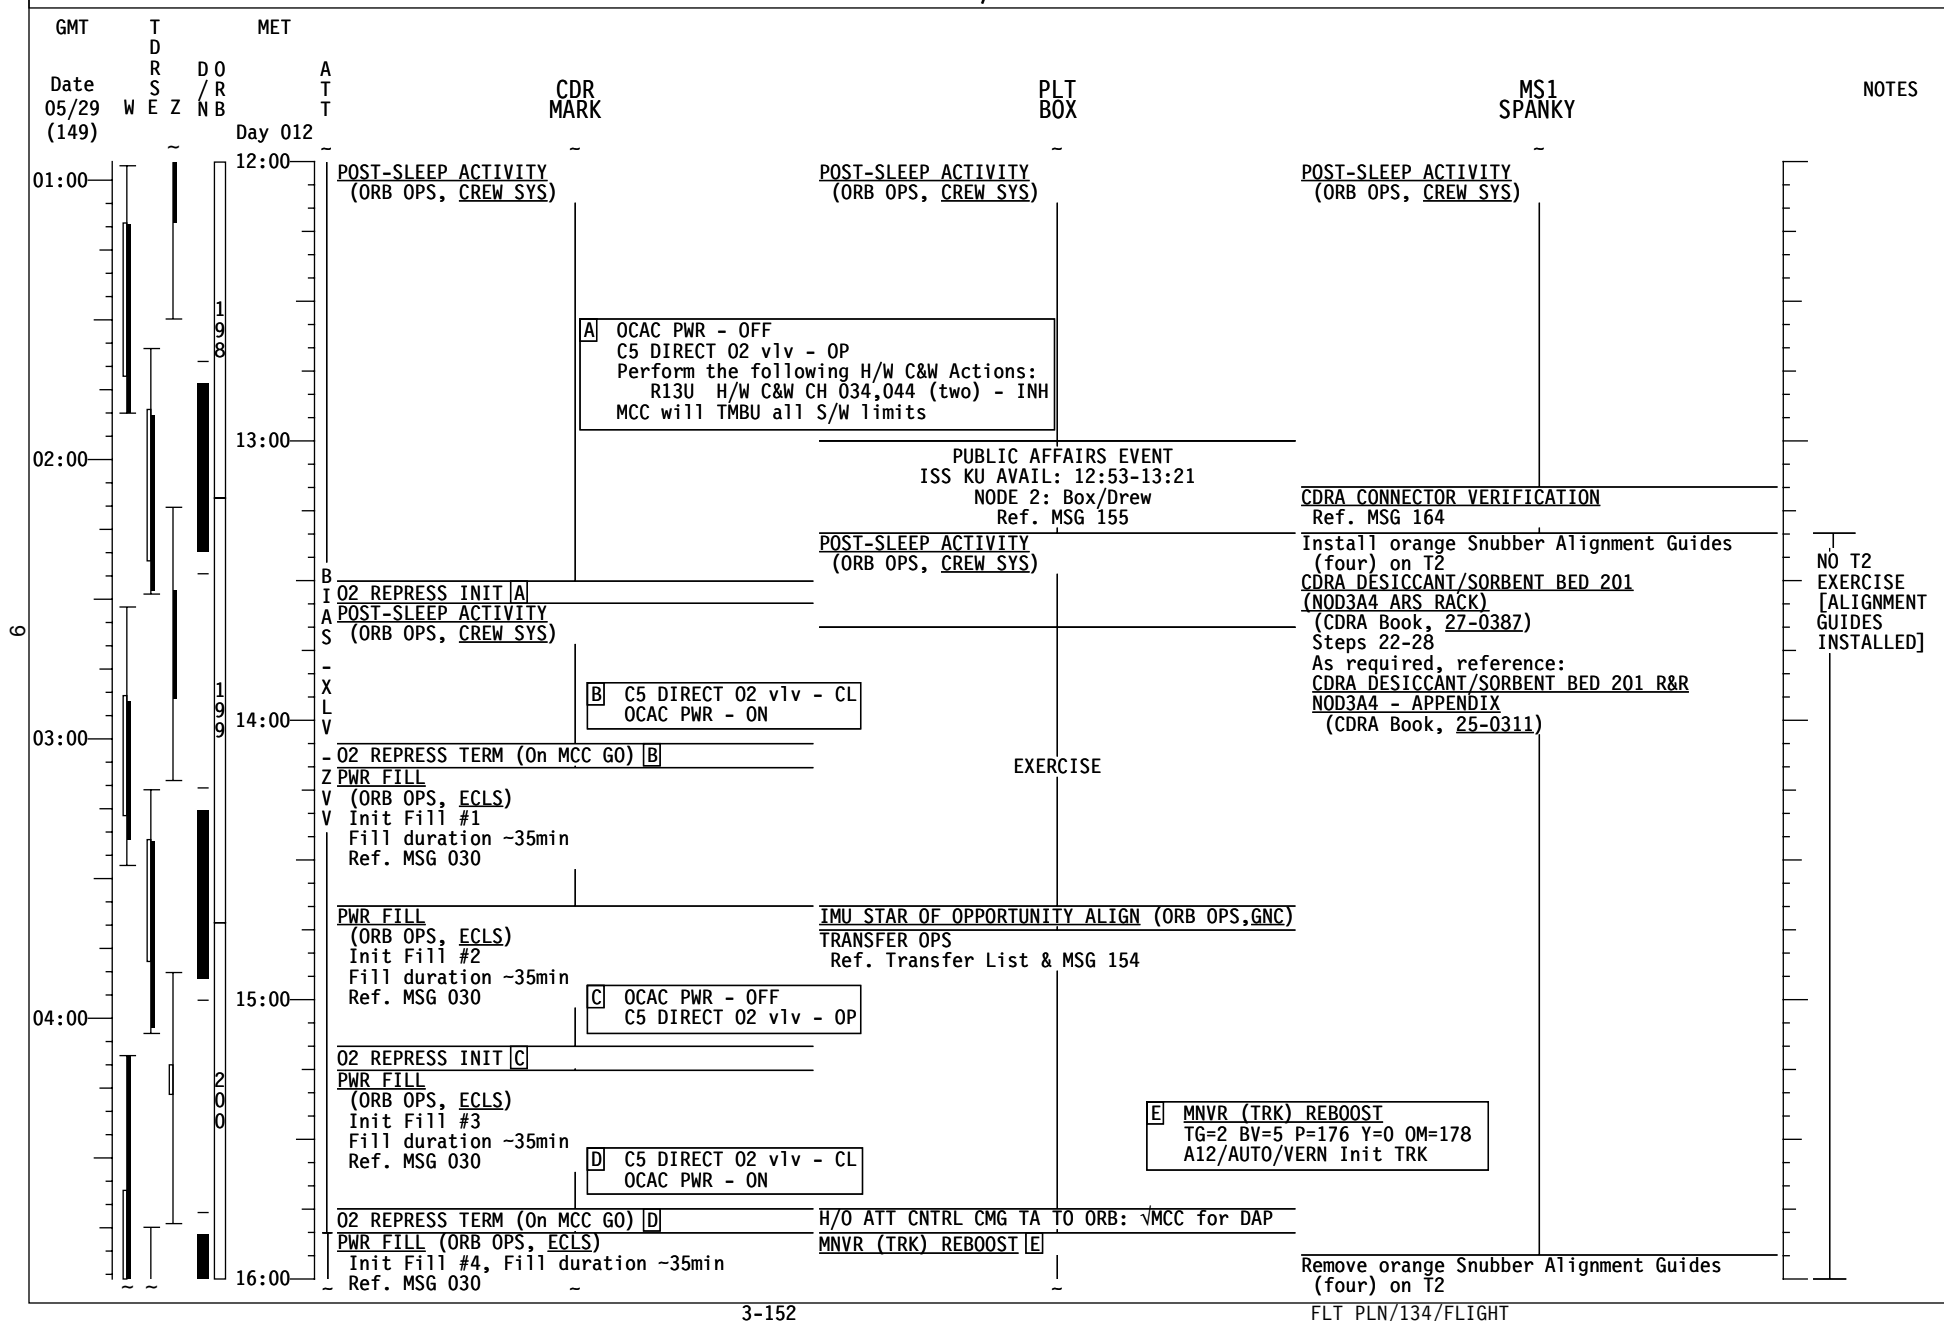 GMT
TDRS
MET
Date
05/29
(149)
W E Z
D/N
ORB
ATT
Day 012
CDR
MARK
PLT
BOX
MS1
SPANKY
NOTES
~
~
~
~
~
12:00
01:00
13:00
02:00
14:00
03:00
15:00
04:00
16:00
198
199
200
BIAS-XLV-ZVV
POST-SLEEP ACTIVITY
(ORB OPS, CREW SYS)
A OCAC PWR - OFF
C5 DIRECT O2 vlv - OP
Perform the following H/W C&W Actions:
R13U H/W C&W CH 034,044 (two) - INH
MCC will TMBU all S/W limits
O2 REPRESS INIT A
POST-SLEEP ACTIVITY
(ORB OPS, CREW SYS)
B C5 DIRECT O2 vlv - CL
OCAC PWR - ON
O2 REPRESS TERM (On MCC GO) B
PWR FILL
(ORB OPS, ECLS)
Init Fill #1
Fill duration ~35min
Ref. MSG 030
PWR FILL
(ORB OPS, ECLS)
Init Fill #2
Fill duration ~35min
Ref. MSG 030
C OCAC PWR - OFF
C5 DIRECT O2 vlv - OP
O2 REPRESS INIT C
PWR FILL
(ORB OPS, ECLS)
Init Fill #3
Fill duration ~35min
Ref. MSG 030
D C5 DIRECT O2 vlv - CL
OCAC PWR - ON
O2 REPRESS TERM (On MCC GO) D
PWR FILL (ORB OPS, ECLS)
Init Fill #4, Fill duration ~35min
Ref. MSG 030
POST-SLEEP ACTIVITY
(ORB OPS, CREW SYS)
PUBLIC AFFAIRS EVENT
ISS KU AVAIL: 12:53-13:21
NODE 2: Box/Drew
Ref. MSG 155
POST-SLEEP ACTIVITY
(ORB OPS, CREW SYS)
EXERCISE
IMU STAR OF OPPORTUNITY ALIGN (ORB OPS,GNC)
TRANSFER OPS
Ref. Transfer List & MSG 154
E MNVR (TRK) REBOOST
TG=2 BV=5 P=176 Y=0 OM=178
A12/AUTO/VERN Init TRK
H/O ATT CNTRL CMG TA TO ORB: √MCC for DAP
MNVR (TRK) REBOOST E
POST-SLEEP ACTIVITY
(ORB OPS, CREW SYS)
CDRA CONNECTOR VERIFICATION
Ref. MSG 164
Install orange Snubber Alignment Guides
(four) on T2
CDRA DESICCANT/SORBENT BED 201
(NOD3A4 ARS RACK)
(CDRA Book, 27-0387)
Steps 22-28
As required, reference:
CDRA DESICCANT/SORBENT BED 201 R&R
NOD3A4 - APPENDIX
(CDRA Book, 25-0311)
Remove orange Snubber Alignment Guides
(four) on T2
NO T2
EXERCISE
[ALIGNMENT
GUIDES
INSTALLED]
~ ~ ~ ~ ~
9
3-152
FLT PLN/134/FLIGHT